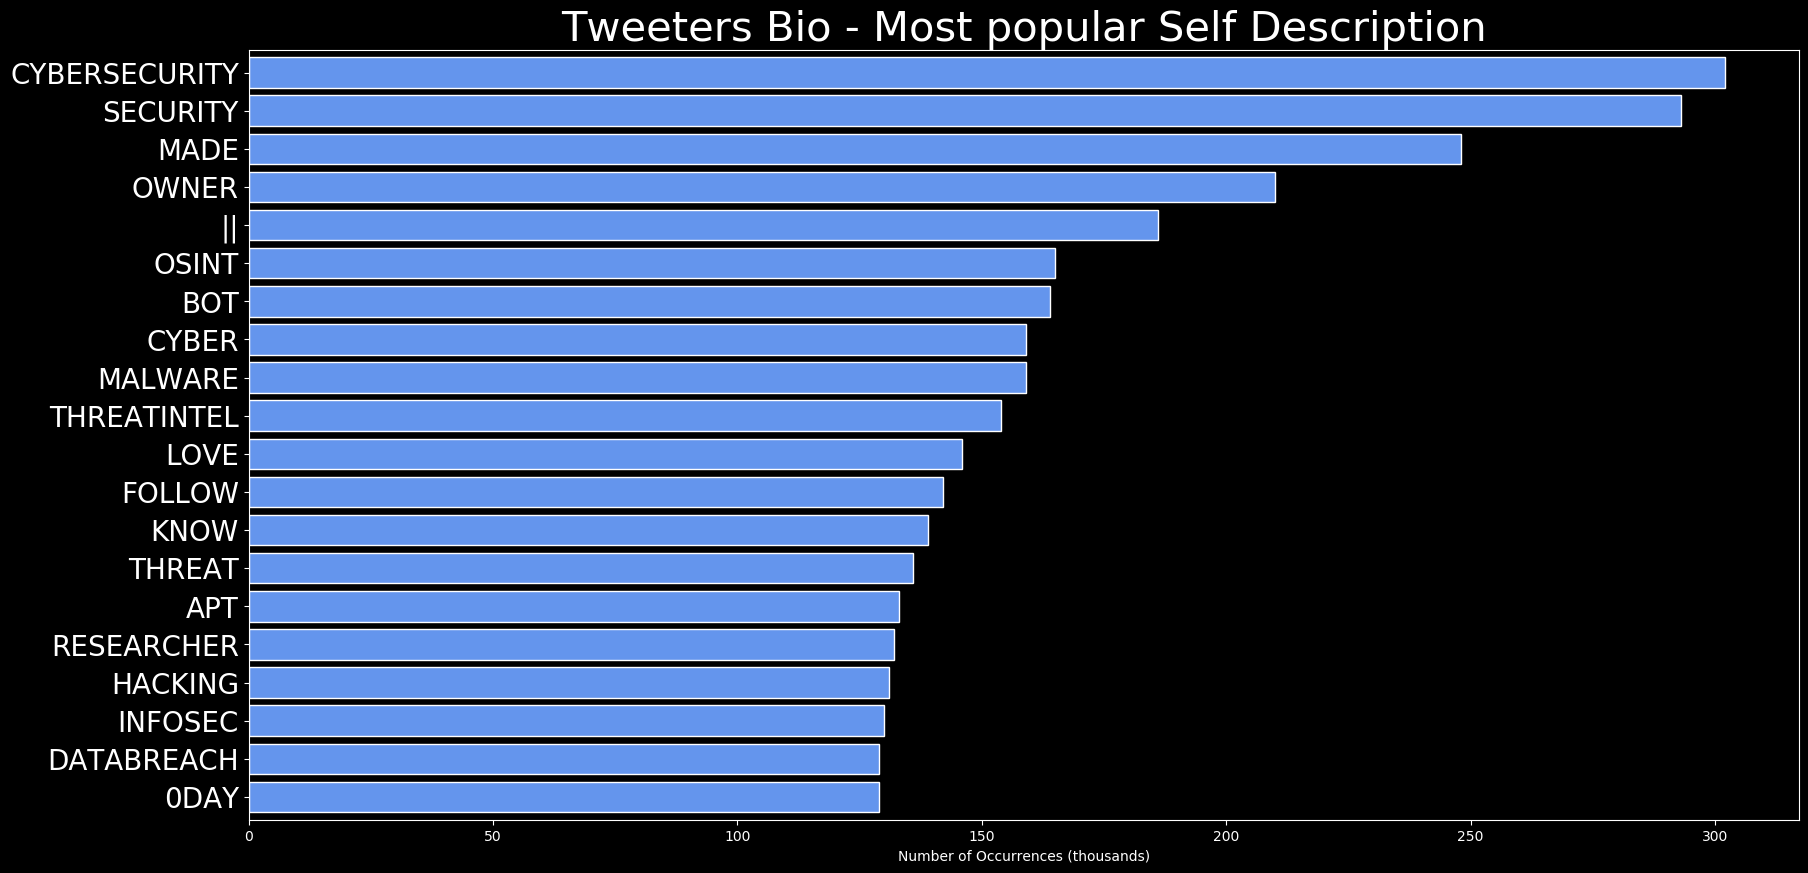 Tweeters Bio - Most popular Self Description
CYBERSECURITY
SECURITY
MADE
OWNER
||
OSINT
BOT
CYBER
MALWARE
THREATINTEL
LOVE
FOLLOW
KNOW
THREAT
APT
RESEARCHER
HACKING
INFOSEC
DATABREACH
0DAY
0 50 100 150 200 250 300
Number of Occurrences (thousands)